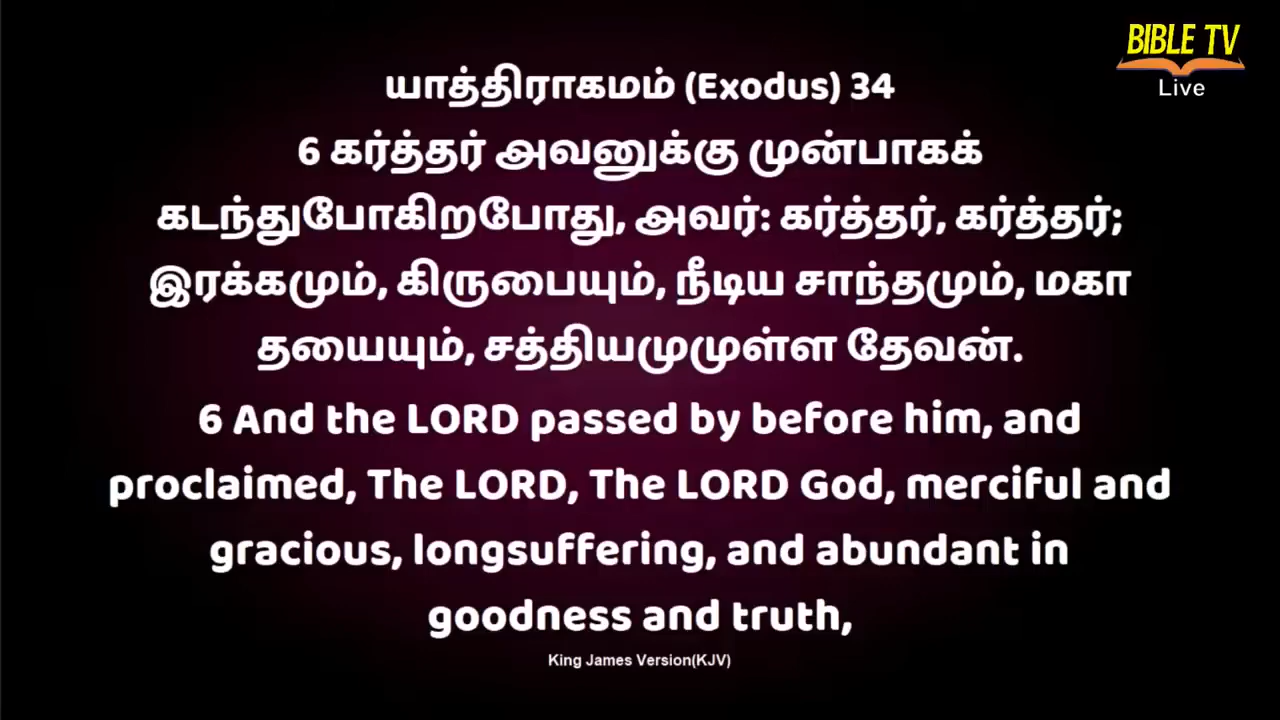 BIBLE TV
Live
யாத்திராகமம் (Exodus) 34
6 கர்த்தர் அவனுக்கு முன்பாகக்
கடந்துபோகிறபோது, அவர்: கர்த்தர், கர்த்தர்;
இரக்கமும், கிருபையும், நீடிய சாந்தமும், மகா
தயையும், சத்தியமுமுள்ள தேவன்.
6 And the LORD passed by before him, and
proclaimed, The LORD, The LORD God, merciful and
gracious, longsuffering, and abundant in
goodness and truth,
King James Version(KJV)